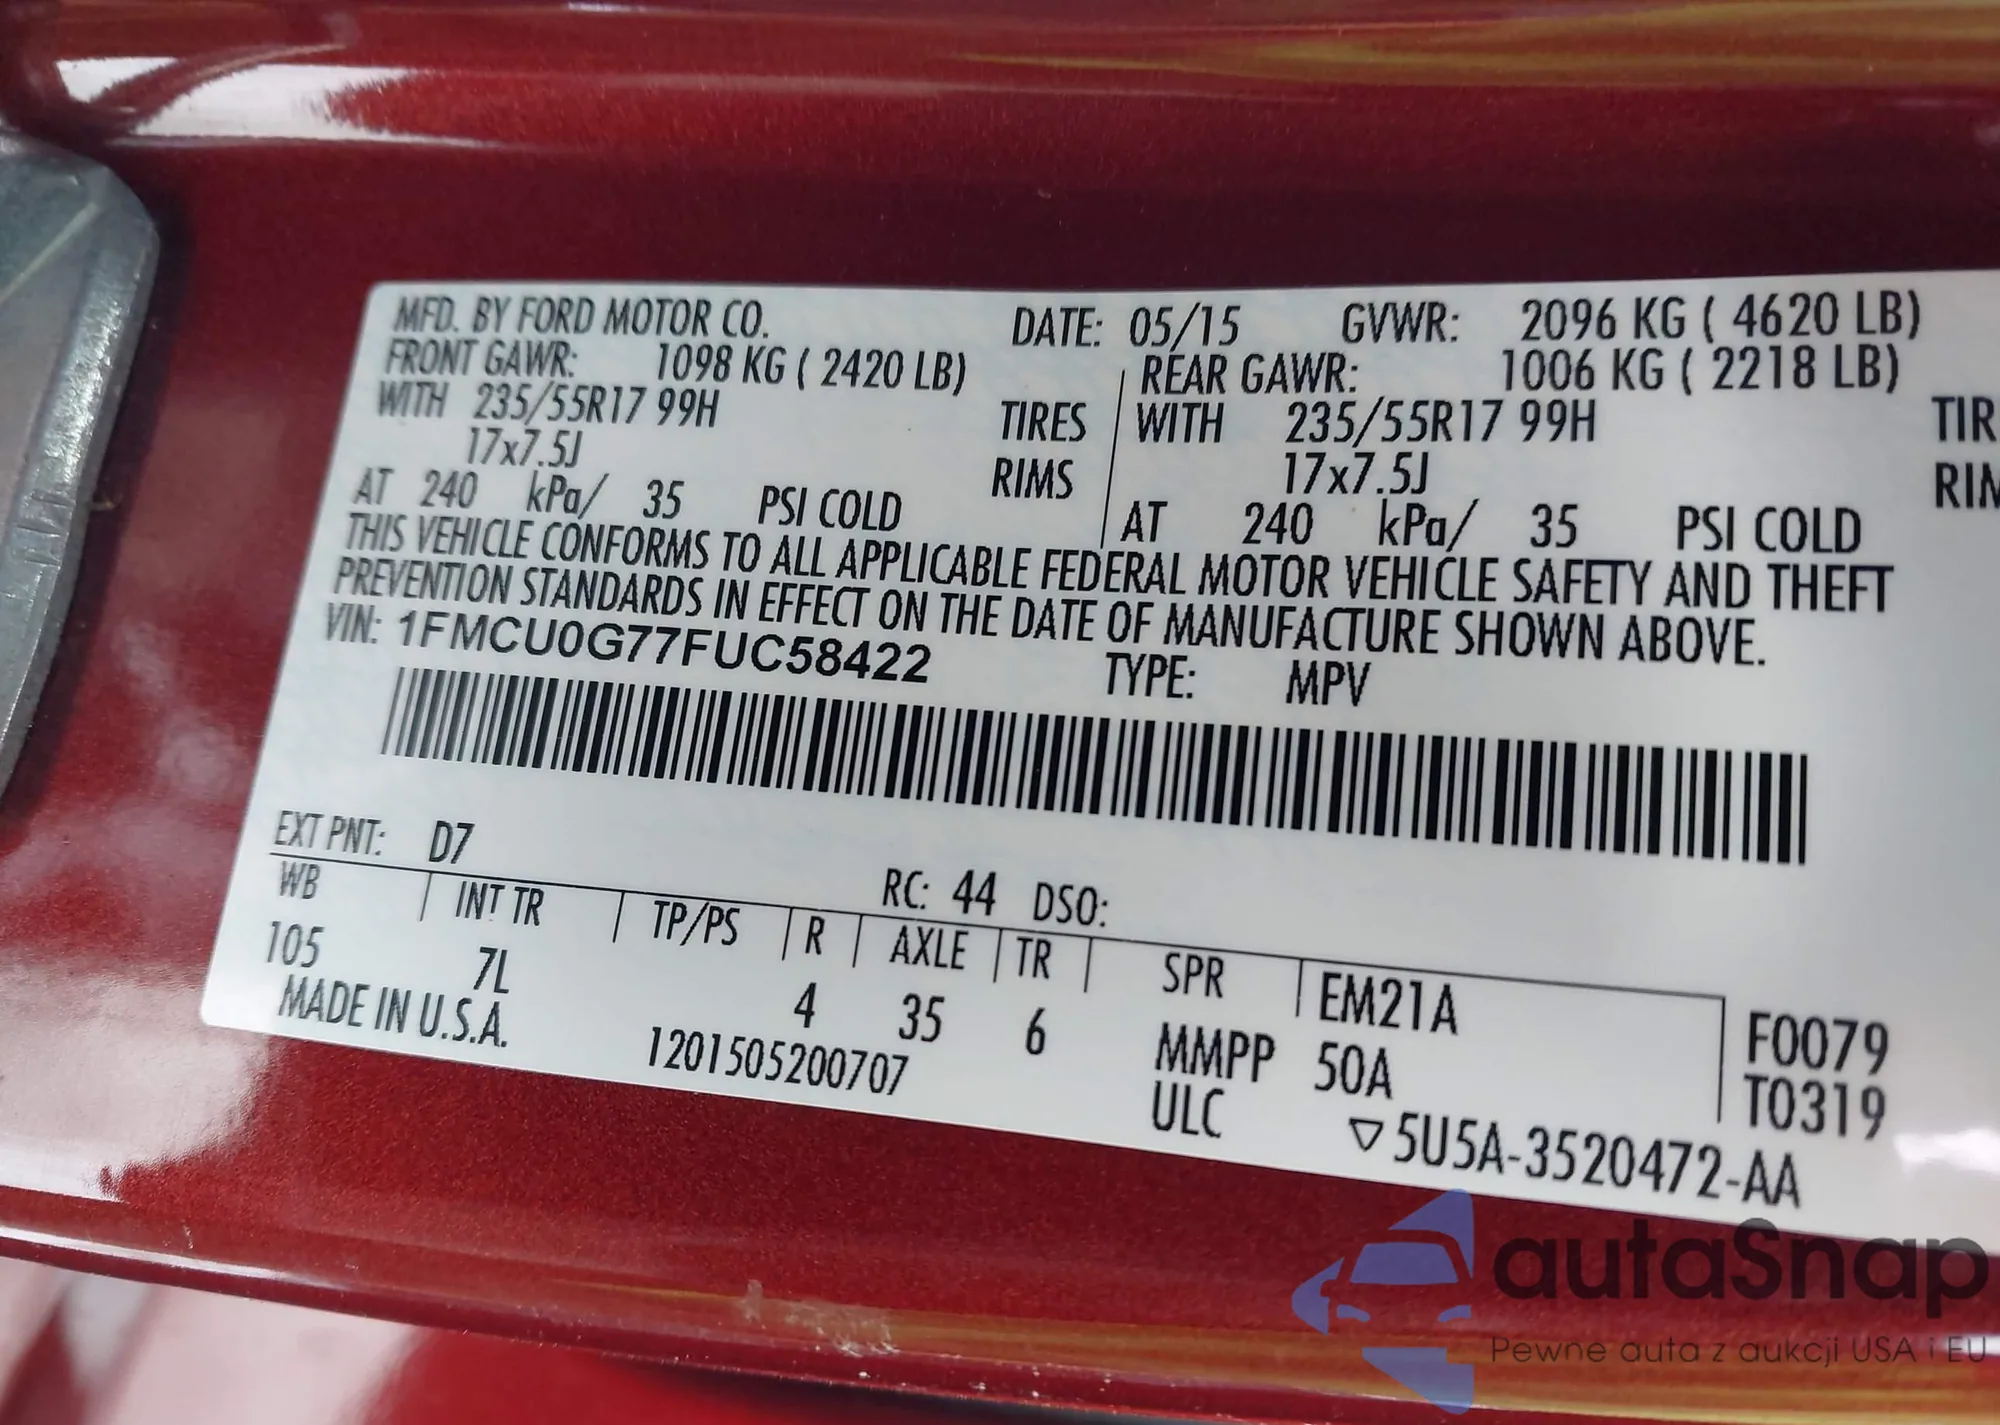 MFD. BY FORD MOTOR CO. DATE: 05/15 GVWR: 2096 KG ( 4620 LB)
FRONT GAWR: 1098 KG ( 2420 LB) REAR GAWR: 1006 KG ( 2218 LB)
WITH 235/55R17 99H TIRES WITH 235/55R17 99H TIR
17x7.5J RIMS 17x7.5J RIM
AT 240 kPa/ 35 PSI COLD AT 240 kPa/ 35 PSI COLD
THIS VEHICLE CONFORMS TO ALL APPLICABLE FEDERAL MOTOR VEHICLE SAFETY AND THEFT
PREVENTION STANDARDS IN EFFECT ON THE DATE OF MANUFACTURE SHOWN ABOVE.
VIN: 1FMCU0G77FUC58422 TYPE: MPV
EXT PNT: D7 RC: 44 DSO:
WB INT TR TP/PS R AXLE TR SPR EM21A F0079
105 7L 4 35 6 MMPP 50A T0319
MADE IN U.S.A. 1201505200707 ULC ▽5U5A-3520472-AA
autaSnap
Pewne auta z aukcji USA i EU